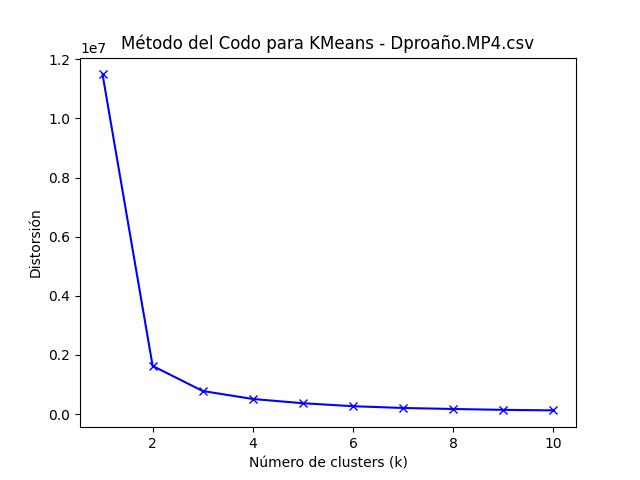 1e7
Método del Codo para KMeans - Dproaño.MP4.csv
1.2
1.0
0.8
0.6
0.4
0.2
0.0
Distorsión
2 4 6 8 10
Número de clusters (k)